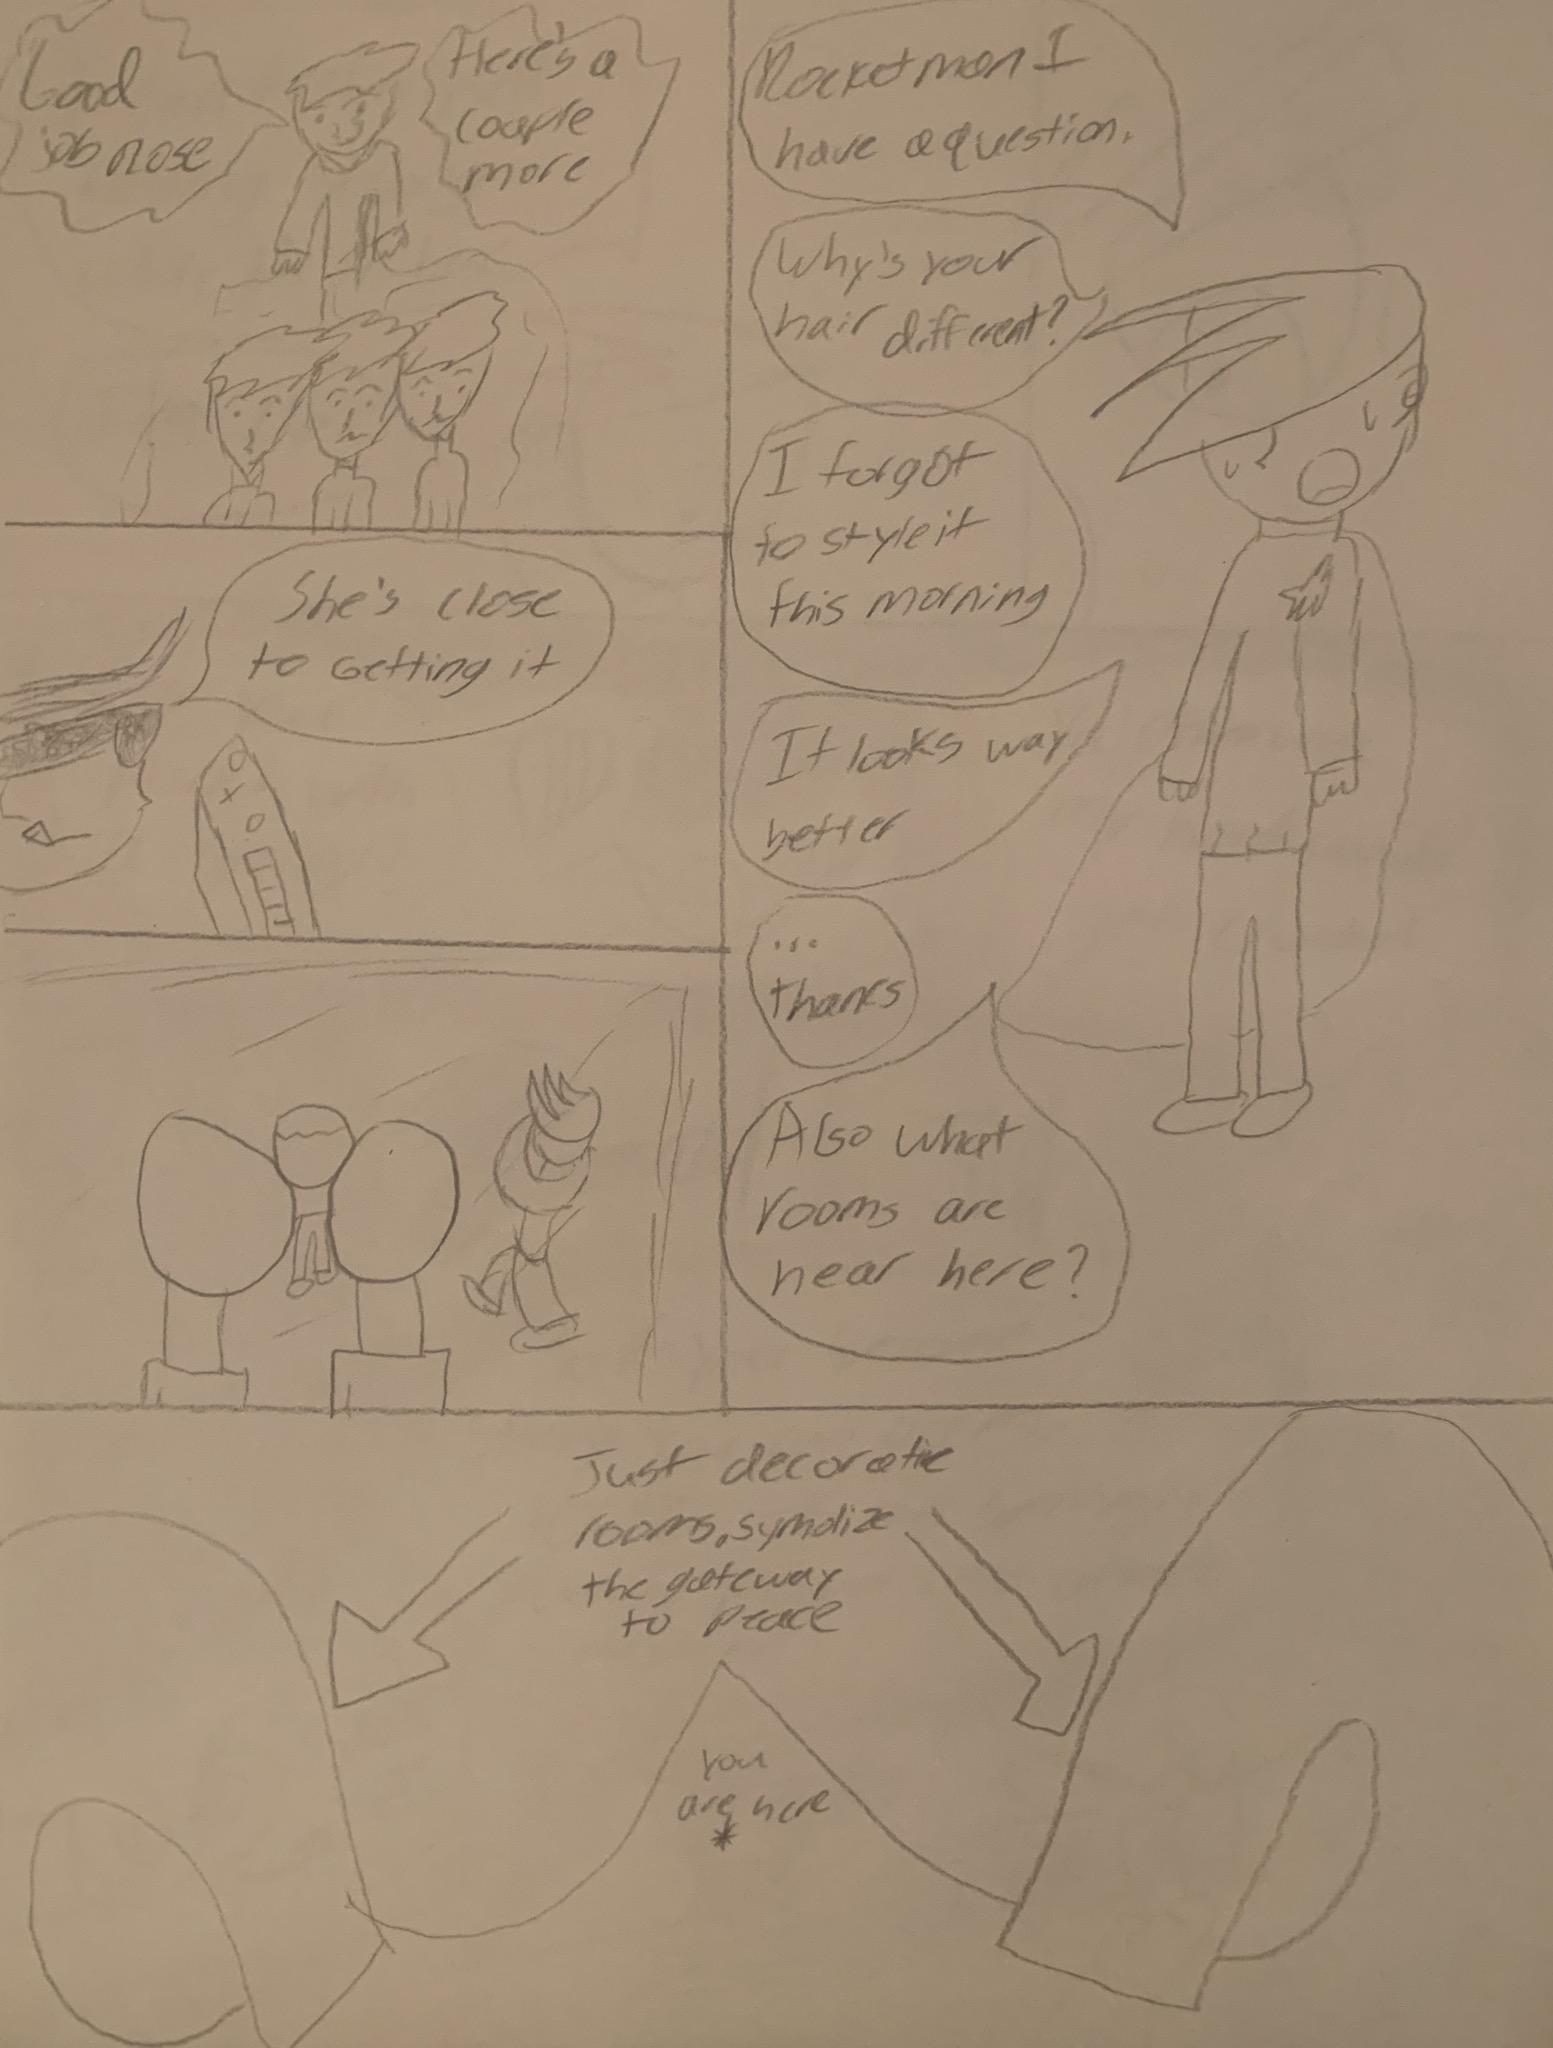 Good
job nose
Here's a
couple
more
She's close
to Getting it
Rocketman I
have a question.
Why's your
hair different?
I forgot
to style it
this morning
It looks way
better
...
thanks
Also what
rooms are
near here?
Just decorative
rooms, symolize
the gateway
to peace
You
are here
*